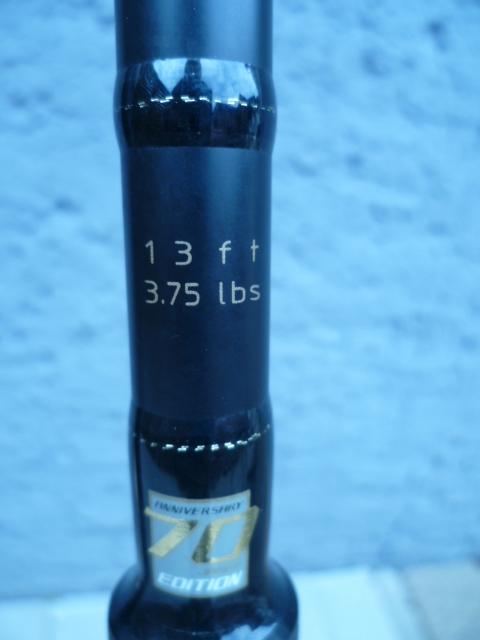 13 ft
3.75 lbs
ANNIVERSARY
70
EDITION